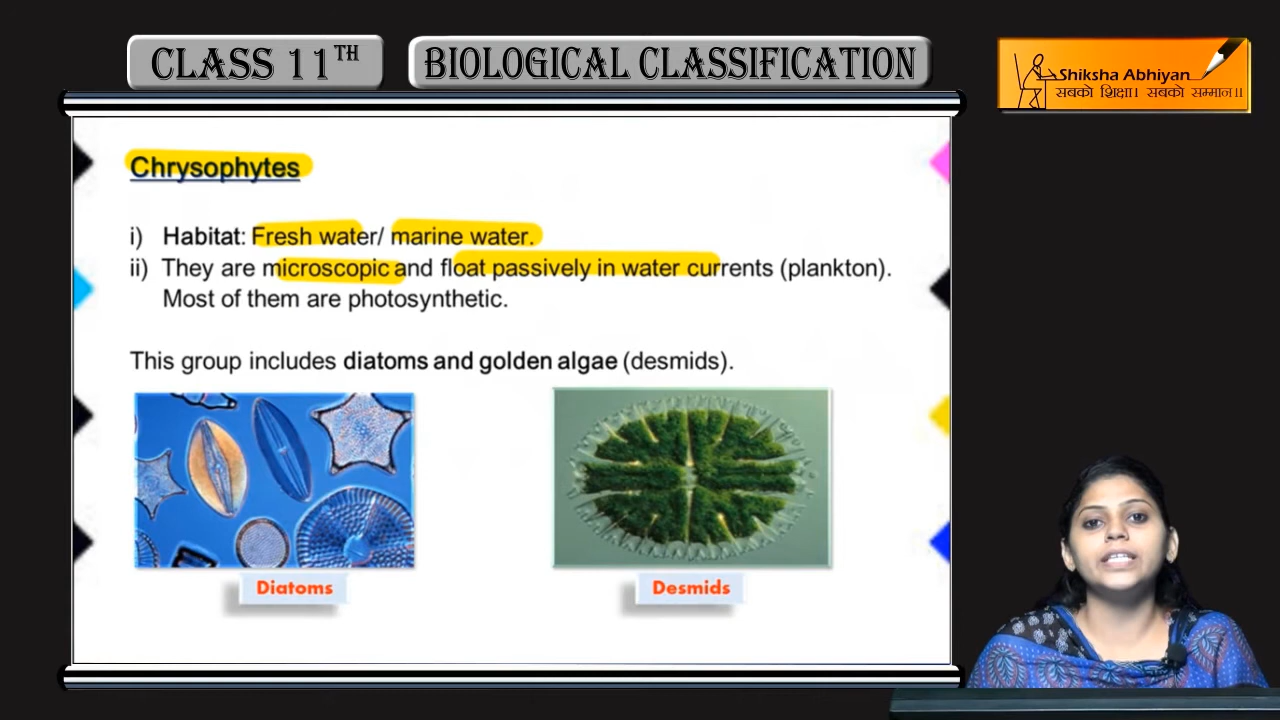 CLASS 11TH
BIOLOGICAL CLASSIFICATION
Shiksha Abhiyan
सबको शिक्षा। सबको सम्मान।।
Chrysophytes
i) Habitat: Fresh water/ marine water.
ii) They are microscopic and float passively in water currents (plankton).
Most of them are photosynthetic.
This group includes diatoms and golden algae (desmids).
Diatoms
Desmids